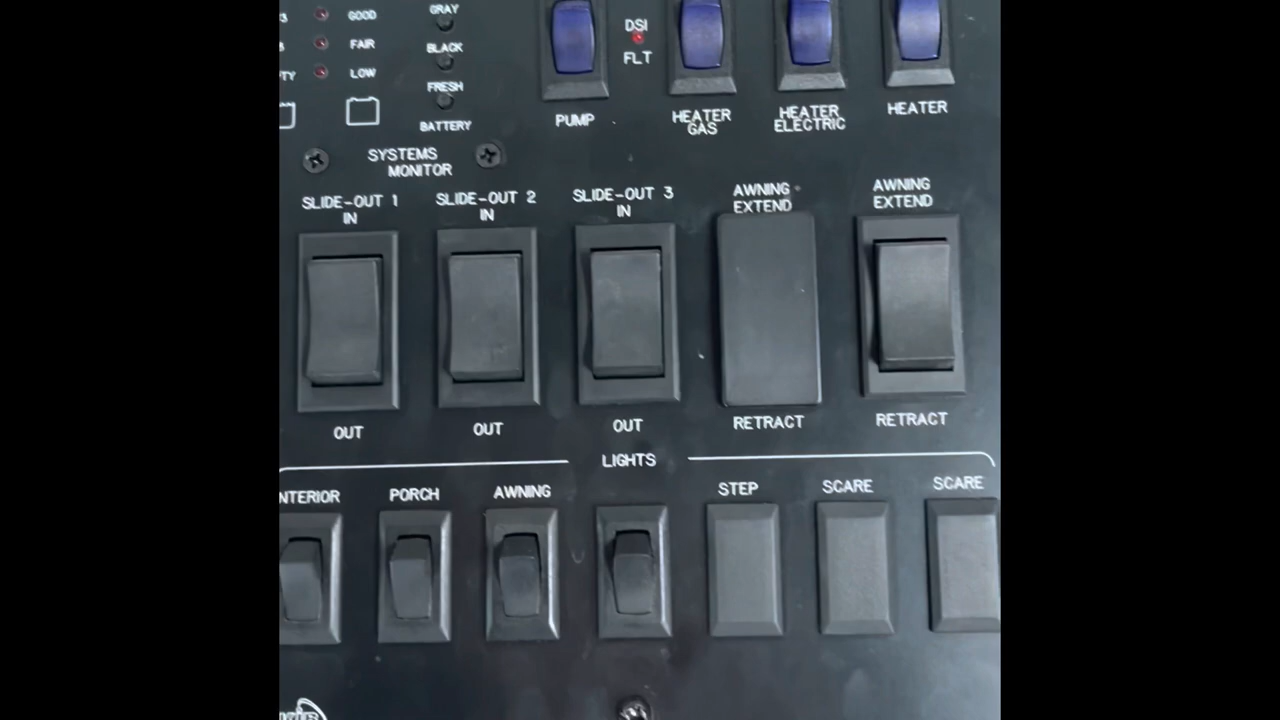 GOOD
FAIR
LOW
GRAY
BLACK
FRESH
BATTERY
SYSTEMS
MONITOR
PUMP
DSI
FLT
HEATER
GAS
HEATER
ELECTRIC
HEATER
SLIDE-OUT 1
IN
SLIDE-OUT 2
IN
SLIDE-OUT 3
IN
AWNING
EXTEND
AWNING
EXTEND
OUT
OUT
OUT
RETRACT
RETRACT
LIGHTS
NTERIOR
PORCH
AWNING
STEP
SCARE
SCARE